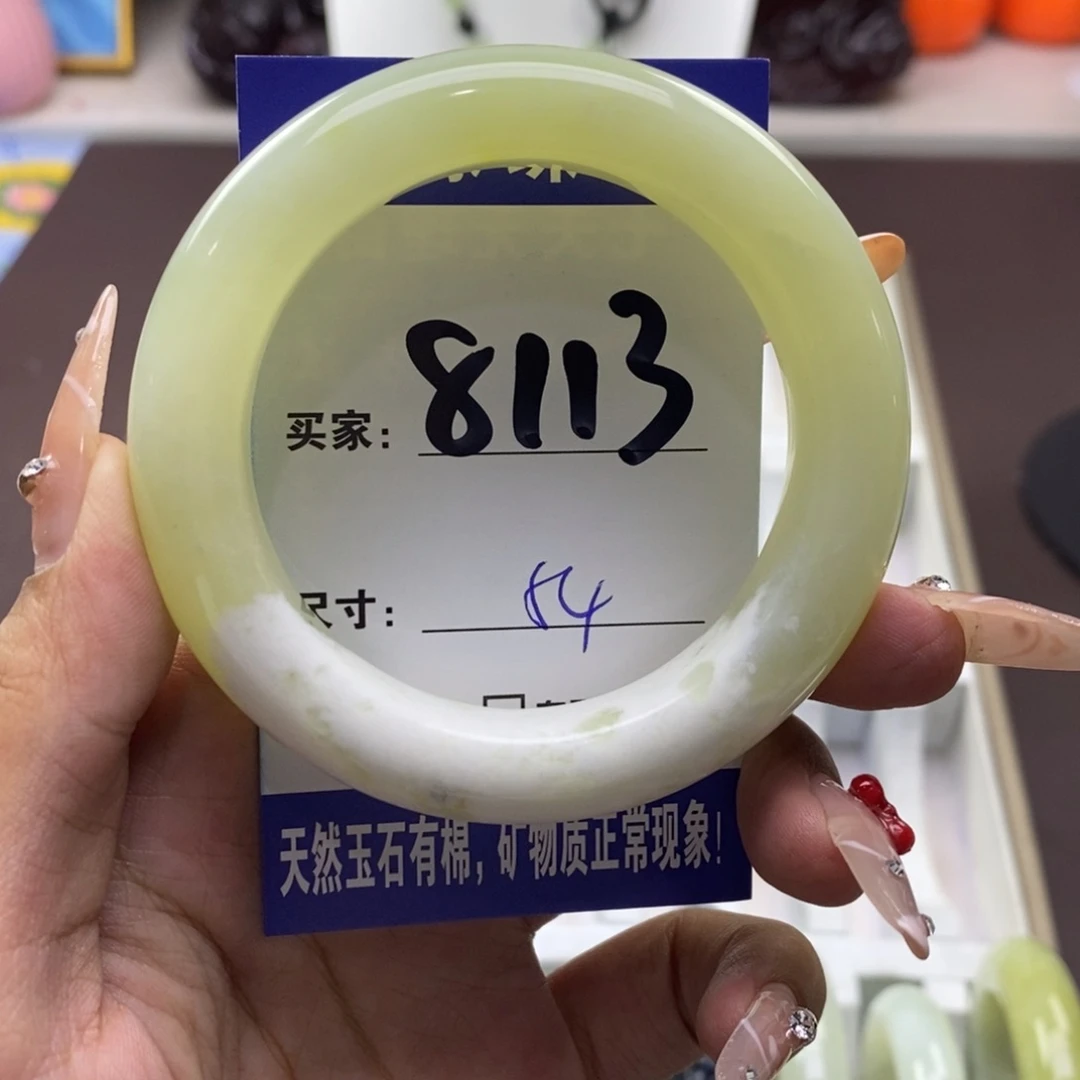 买家: 8113
尺寸: 54
天然玉石有棉, 矿物质正常现象!